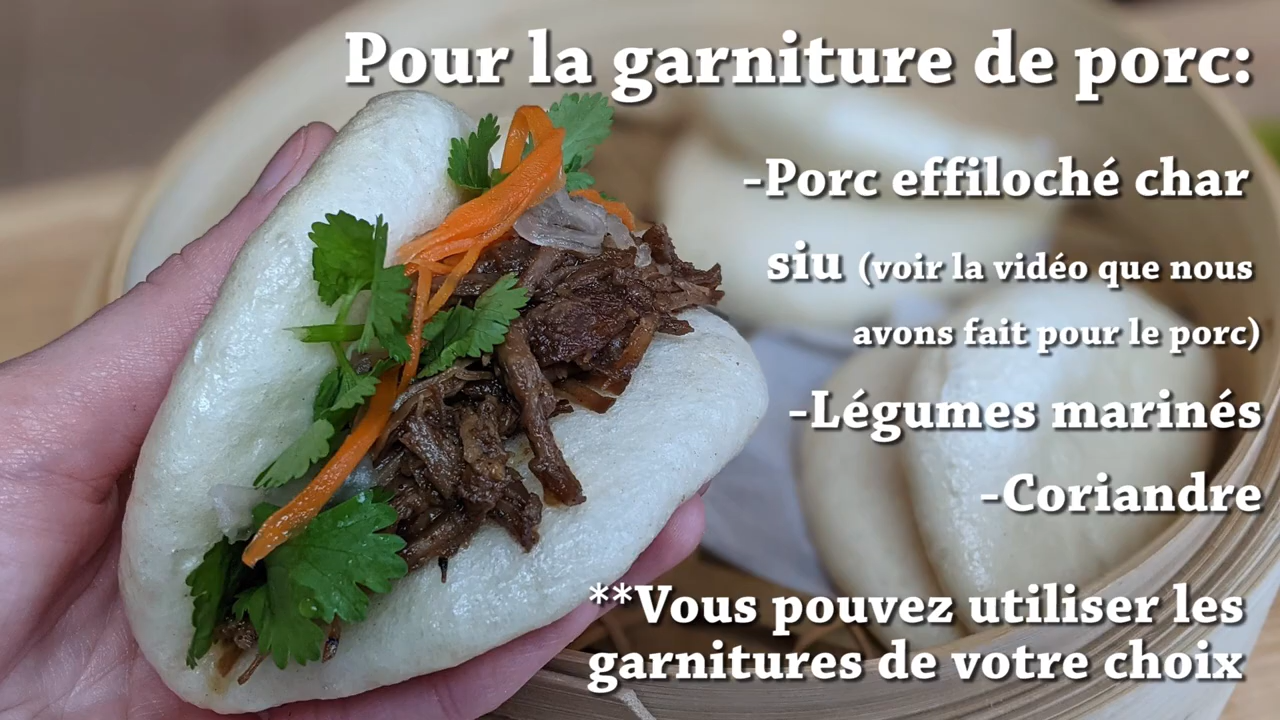 Pour la garniture de porc:
-Porc effiloché char
siu (voir la vidéo que nous
avons fait pour le porc)
-Légumes marinés
-Coriandre
**Vous pouvez utiliser les
garnitures de votre choix